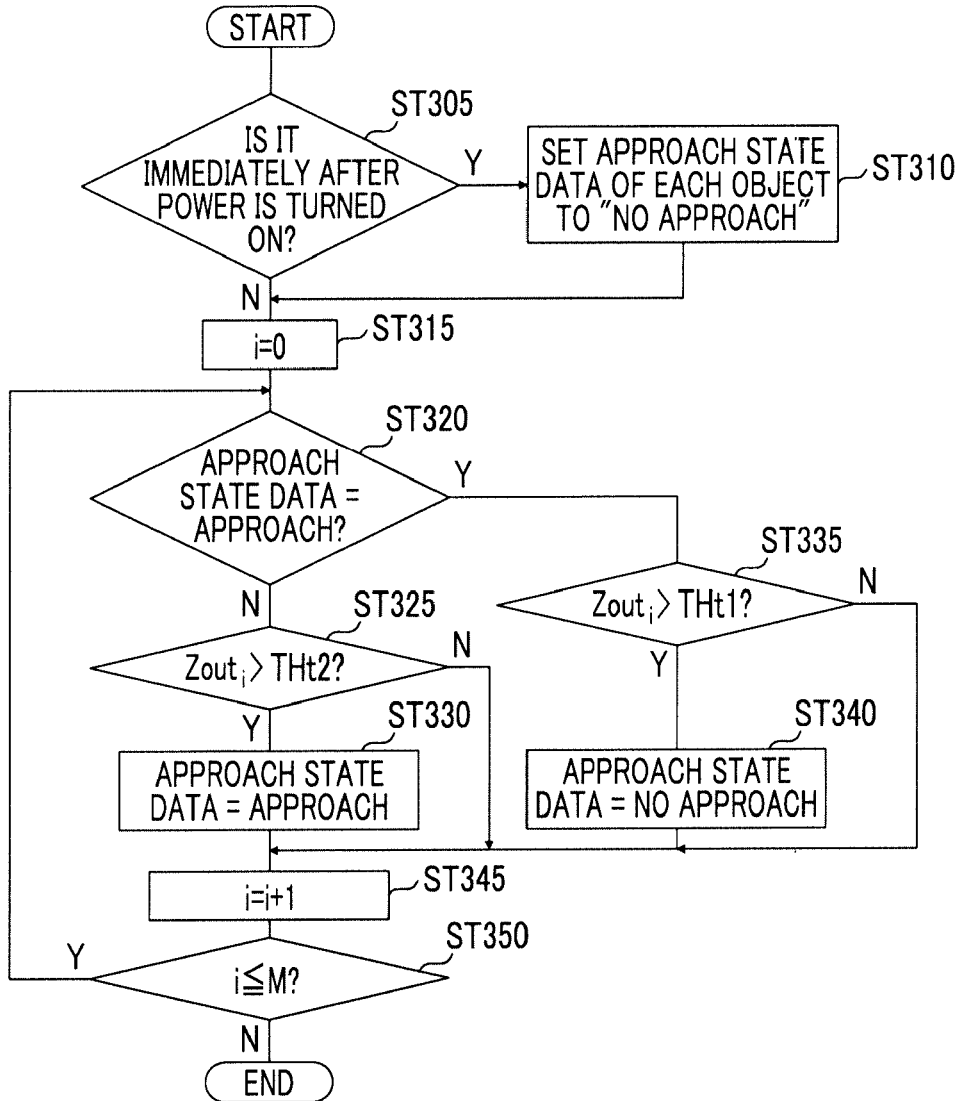 START
ST305
IS IT
IMMEDIATELY AFTER
POWER IS TURNED
ON?
Y
SET APPROACH STATE
DATA OF EACH OBJECT
TO "NO APPROACH"
ST310
N
i=0
ST315
ST320
APPROACH
STATE DATA =
APPROACH?
Y
N
ST335
Zout i > THt1?
N
Y
ST325
Zout i > THt2?
N
Y
ST330
APPROACH STATE
DATA = APPROACH
ST340
APPROACH STATE
DATA = NO APPROACH
i=i+1
ST345
ST350
i≦M?
Y
N
END